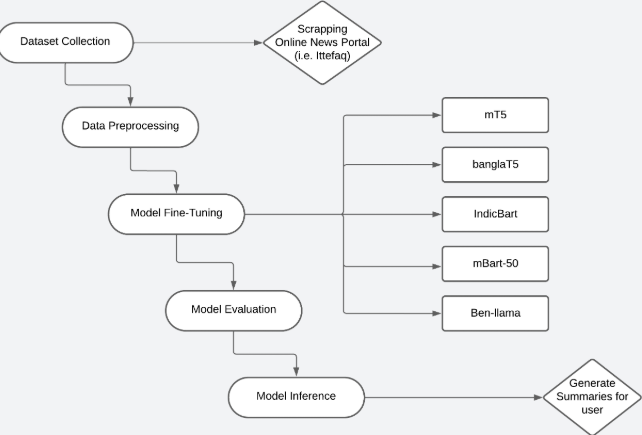 Dataset Collection
Scrapping
Online News Portal
(i.e. Ittefaq)
Data Preprocessing
mT5
banglaT5
Model Fine-Tuning
IndicBart
mBart-50
Model Evaluation
Ben-llama
Model Inference
Generate
Summaries for
user